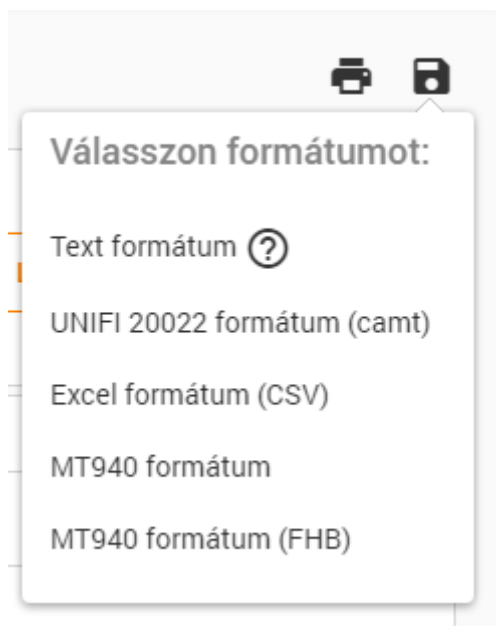 Válasszon formátumot:
Text formátum ?
UNIFI 20022 formátum (camt)
Excel formátum (CSV)
MT940 formátum
MT940 formátum (FHB)